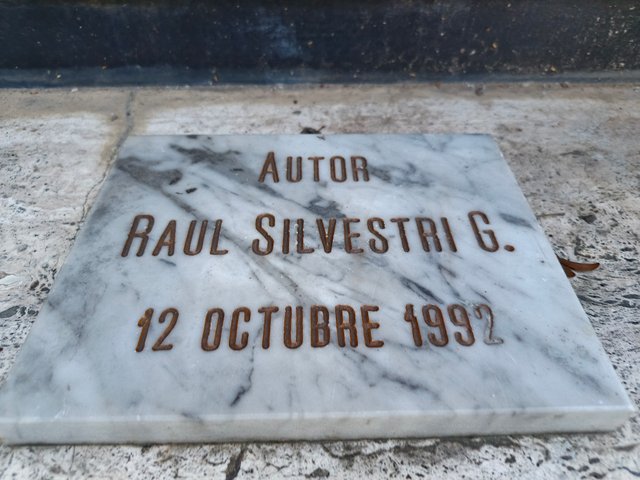 AUTOR
RAUL SILVESTRI G.
12 OCTUBRE 1992